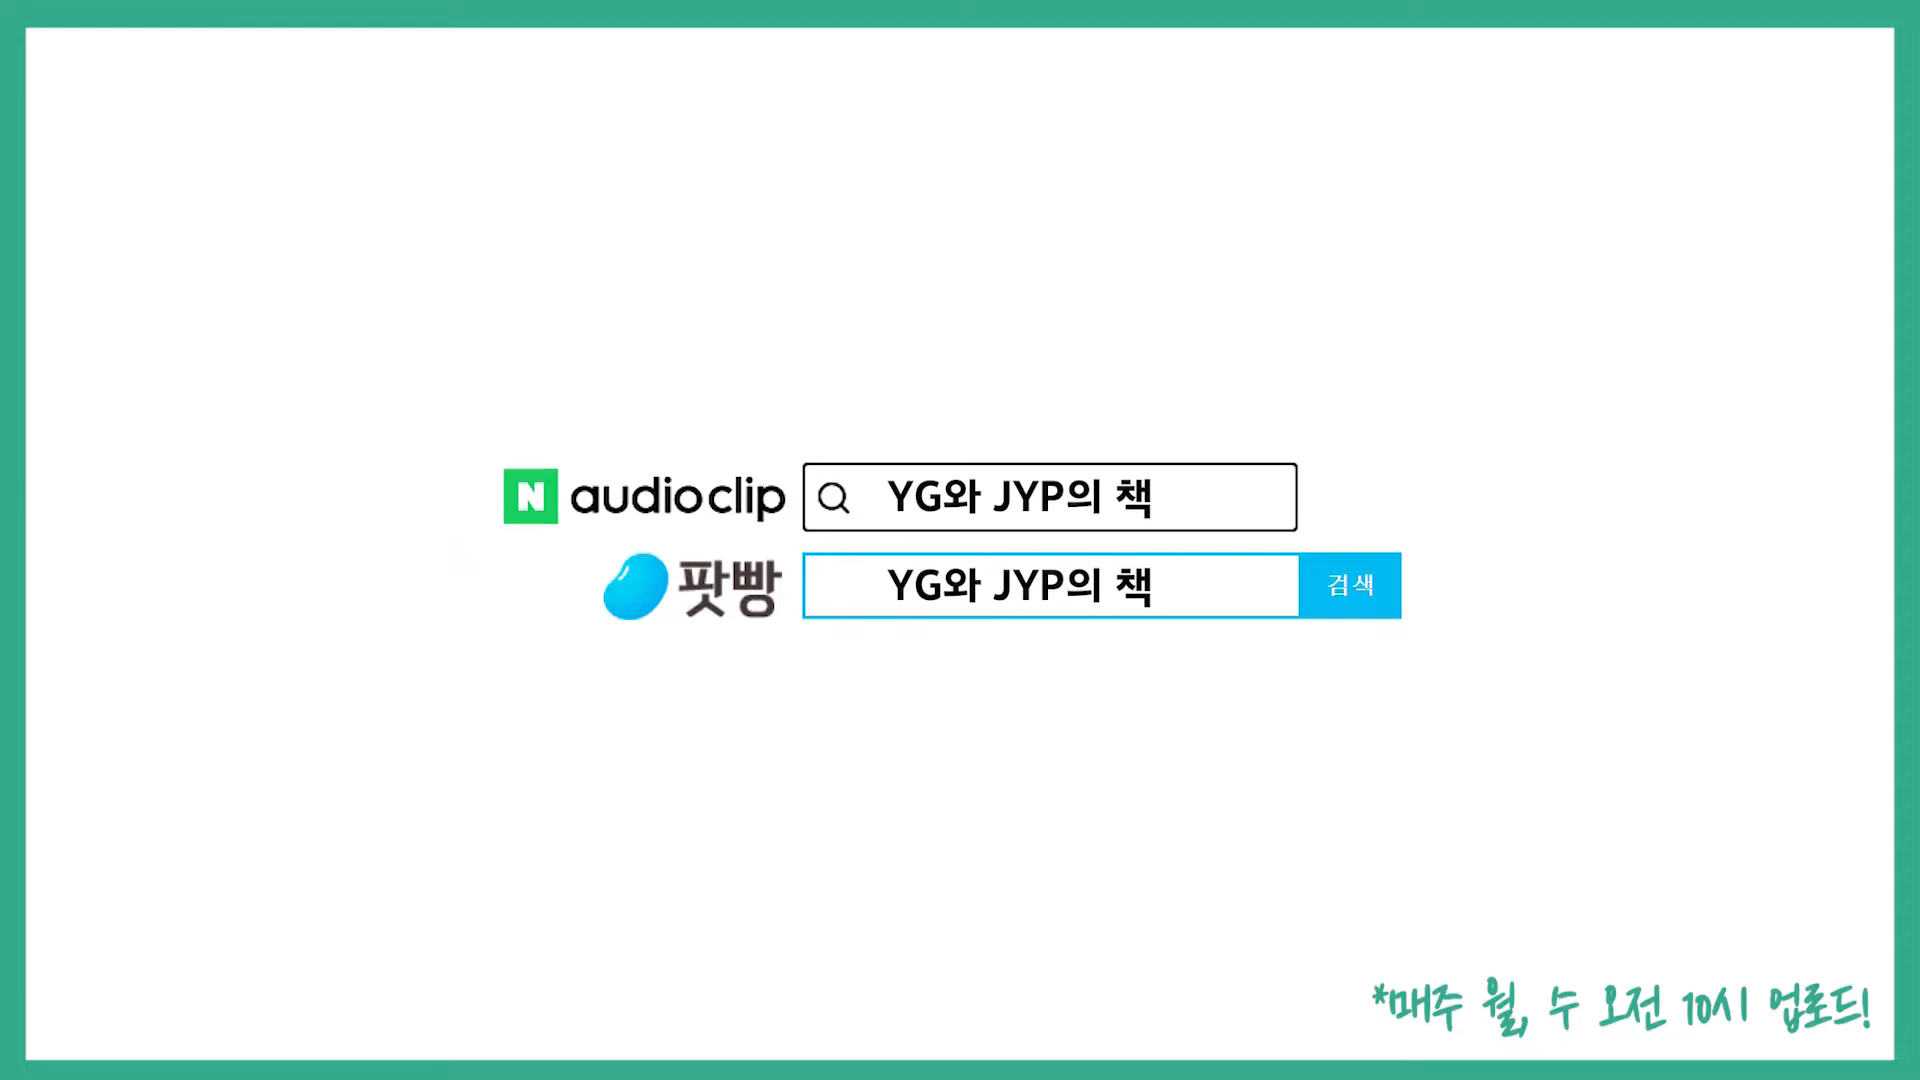 N audioclip YG와 JYP의 책
팟빵 YG와 JYP의 책 검색
*매주 월, 수 오전 10시 업로드!